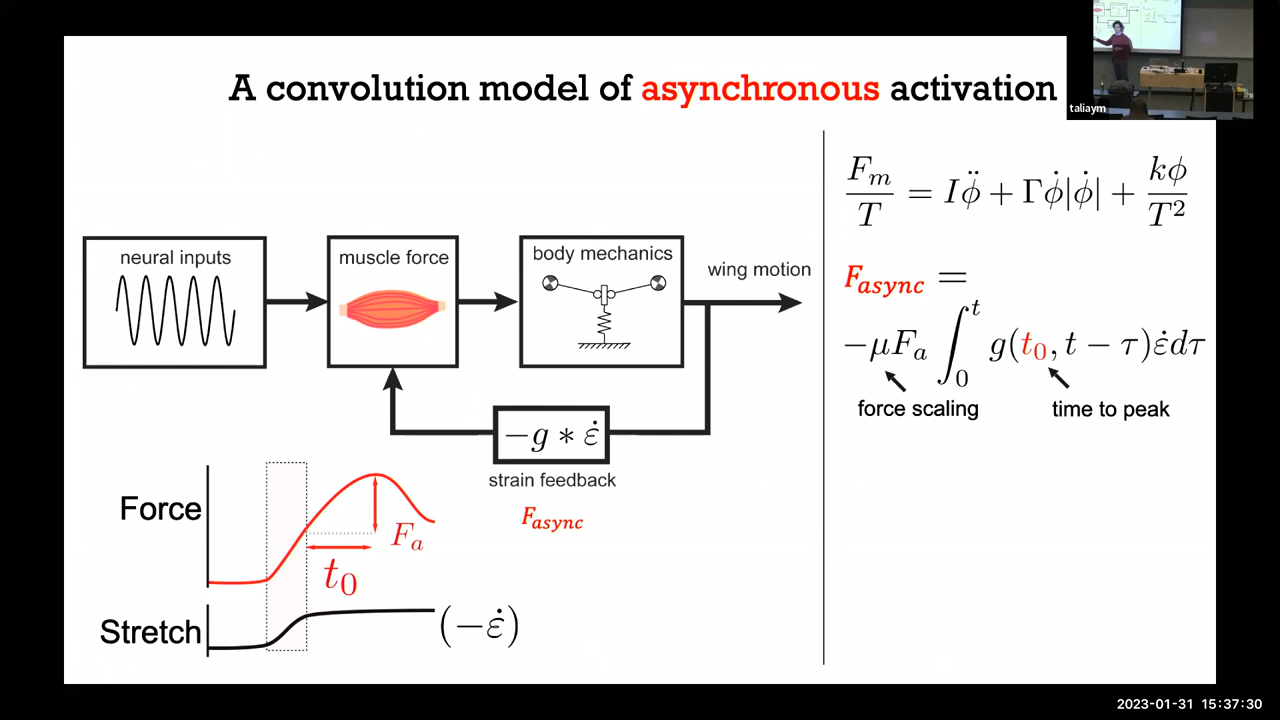 A convolution model of asynchronous activation
taliaym
neural inputs
muscle force
body mechanics
wing motion
−g ∗ ε̇
strain feedback
F_async
Force
F_a
t_0
Stretch
(−ε̇)
F_m/T = Iϕ̈ + Γϕ̇|ϕ̇| + kϕ/T²
F_async =
−μF_a ∫_0^t g(t_0, t − τ)ε̇dτ
force scaling
time to peak
2023-01-31 15:37:30